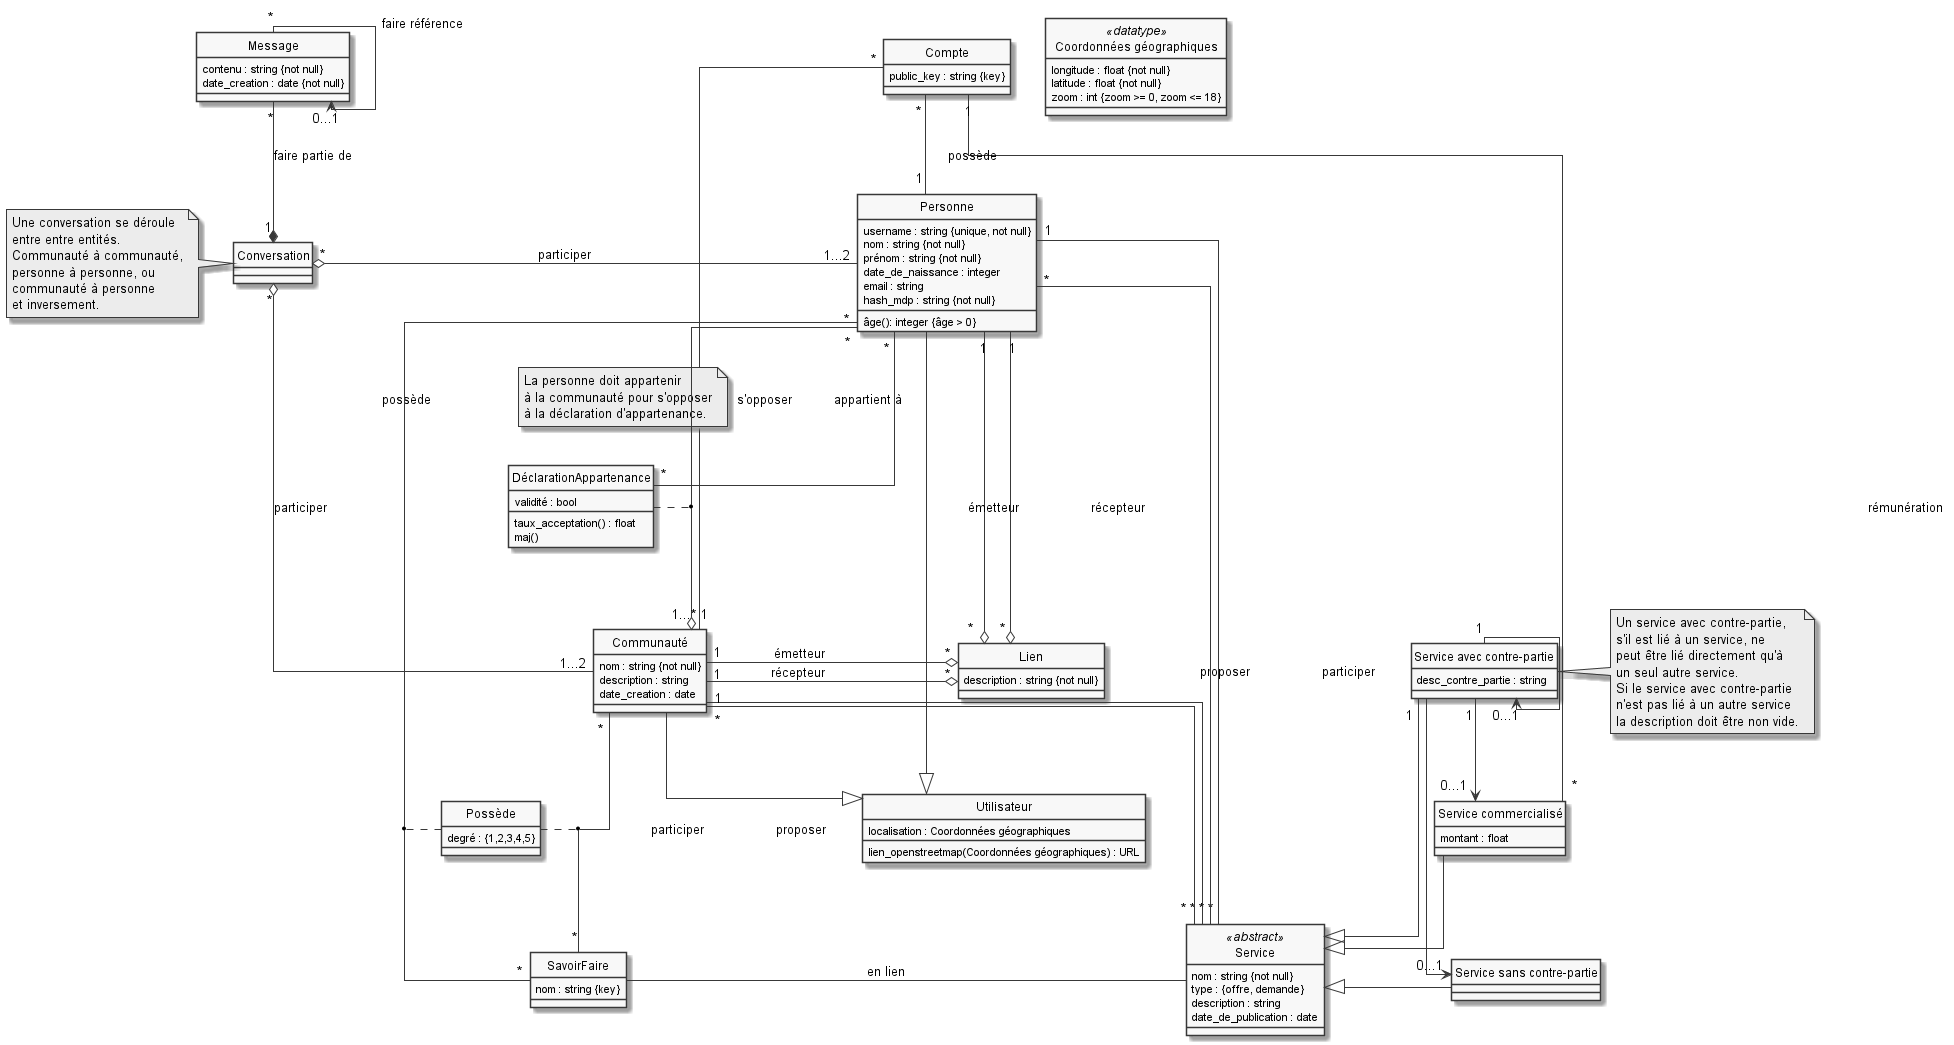 *
faire référence
Message
contenu : string {not null}
date_creation : date {not null}
*
0...1
faire partie de
1
Compte
public_key : string {key}
*
*
1
possède
1
«datatype»
Coordonnées géographiques
longitude : float {not null}
latitude : float {not null}
zoom : int {zoom >= 0, zoom <= 18}
Une conversation se déroule
entre entre entités.
Communauté à communauté,
personne à personne, ou
communauté à personne
et inversement.
Conversation
*
participer
1...2
*
Personne
username : string {unique, not null}
nom : string {not null}
prénom : string {not null}
date_de_naissance : integer
email : string
hash_mdp : string {not null}
âge(): integer {âge > 0}
1
*
*
*
*
1
1
La personne doit appartenir
à la communauté pour s'opposer
à la déclaration d'appartenance.
possède
s'opposer
appartient à
DéclarationAppartenance
validité : bool
taux_acceptation() : float
maj()
*
participer
émetteur
récepteur
rémunération
1...*
1
1...2
Communauté
nom : string {not null}
description : string
date_creation : date
1
émetteur
*
1
récepteur
*
1
*
*
*
*
Lien
description : string {not null}
proposer
participer
1
Service avec contre-partie
desc_contre_partie : string
1
1
0...1
Un service avec contre-partie,
s'il est lié à un service, ne
peut être lié directement qu'à
un seul autre service.
Si le service avec contre-partie
n'est pas lié à un autre service
la description doit être non vide.
0...1
*
Service commercialisé
montant : float
Possède
degré : {1,2,3,4,5}
participer
proposer
Utilisateur
localisation : Coordonnées géographiques
lien_openstreetmap(Coordonnées géographiques) : URL
* * * *
*
*
SavoirFaire
nom : string {key}
en lien
«abstract»
Service
nom : string {not null}
type : {offre, demande}
description : string
date_de_publication : date
0...1
Service sans contre-partie